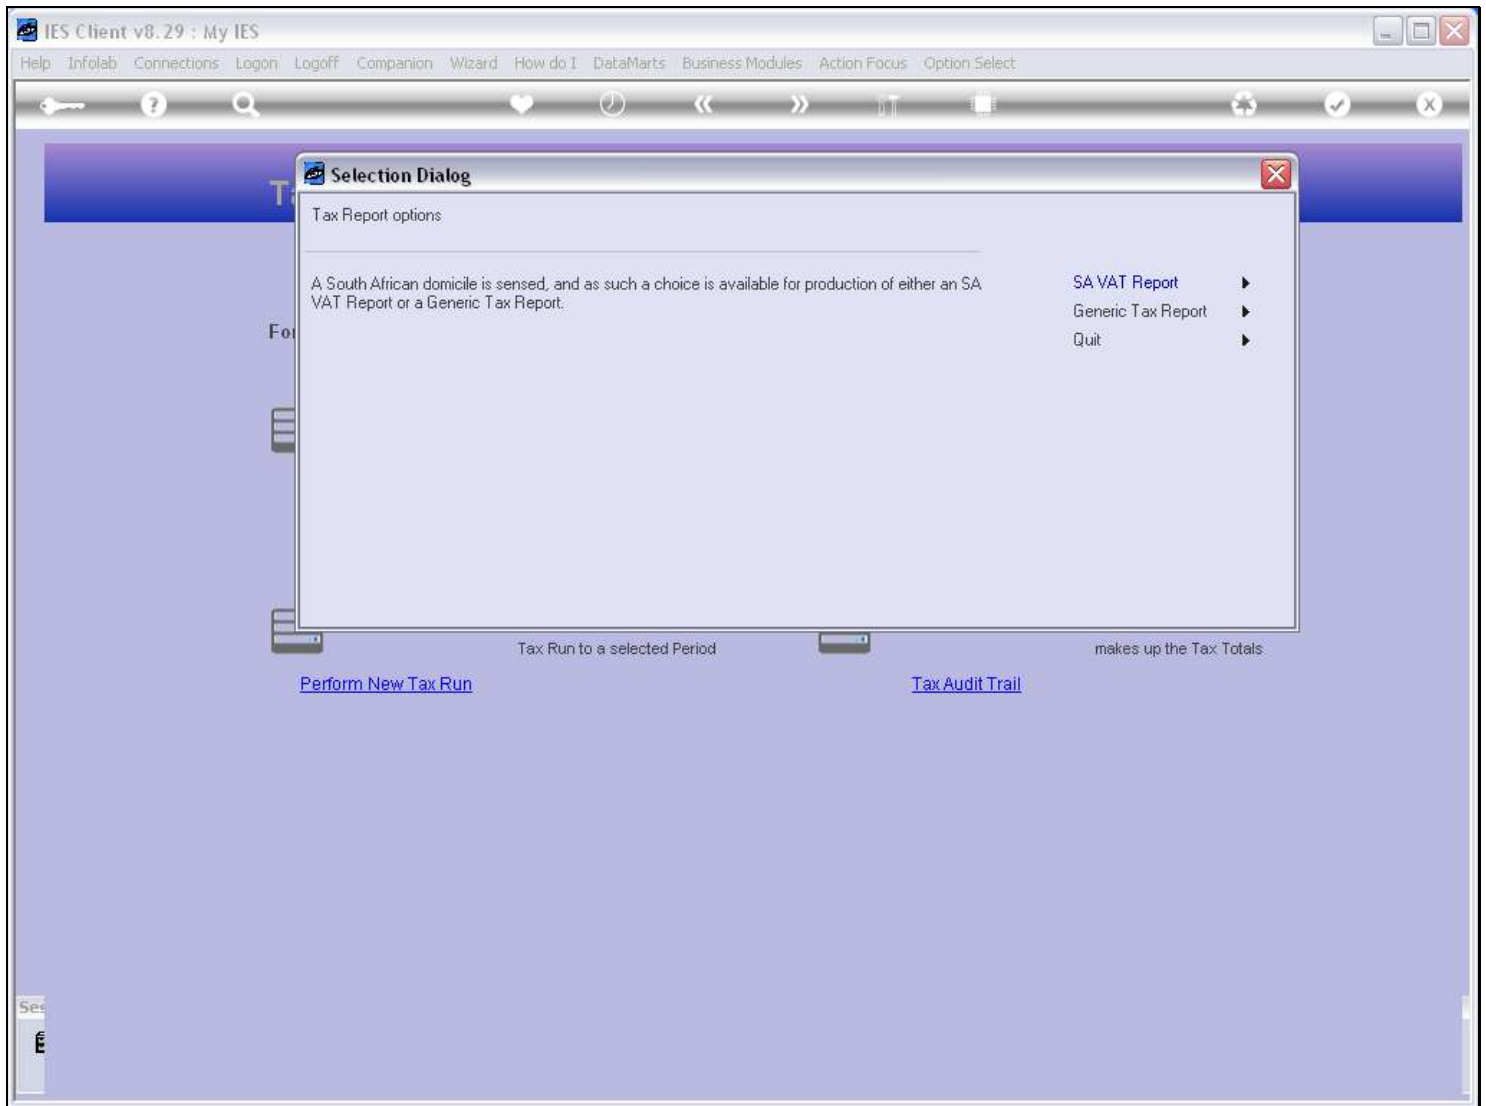 IES Client v8.29 : My IES
Help Infolab Connections Logon Logoff Companion Wizard How do I DataMarts Business Modules Action Focus Option Select
Selection Dialog
Tax Report options
A South African domicile is sensed, and as such a choice is available for production of either an SA
VAT Report or a Generic Tax Report.
SA VAT Report
Generic Tax Report
Quit
Tax Run to a selected Period
makes up the Tax Totals
Perform New Tax Run
Tax Audit Trail